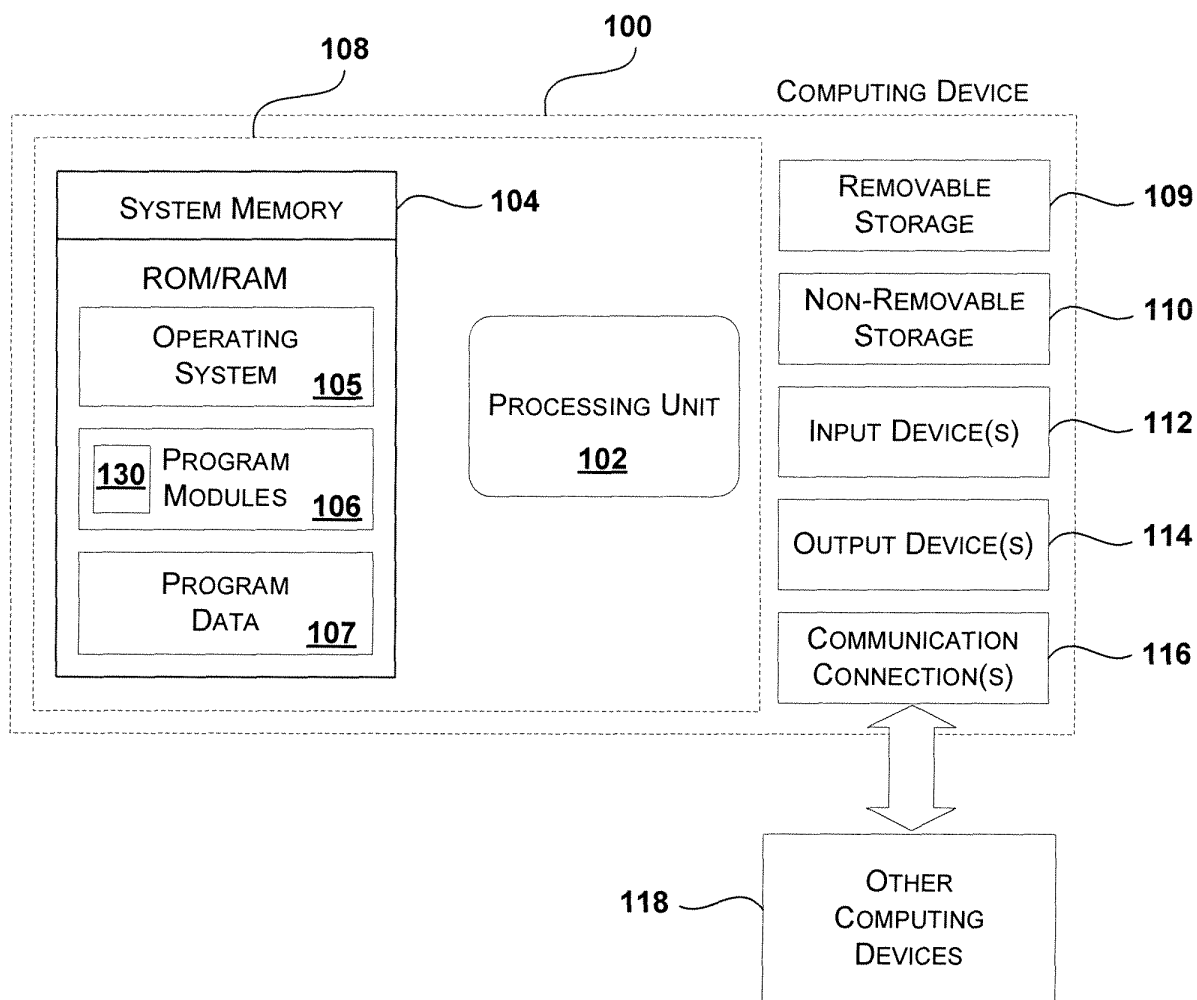 100
108
COMPUTING DEVICE
SYSTEM MEMORY
104
ROM/RAM
OPERATING
SYSTEM
105
130
PROGRAM
MODULES
106
PROGRAM
DATA
107
PROCESSING UNIT
102
REMOVABLE
STORAGE
109
NON-REMOVABLE
STORAGE
110
INPUT DEVICE(S)
112
OUTPUT DEVICE(S)
114
COMMUNICATION
CONNECTION(S)
116
118
OTHER
COMPUTING
DEVICES